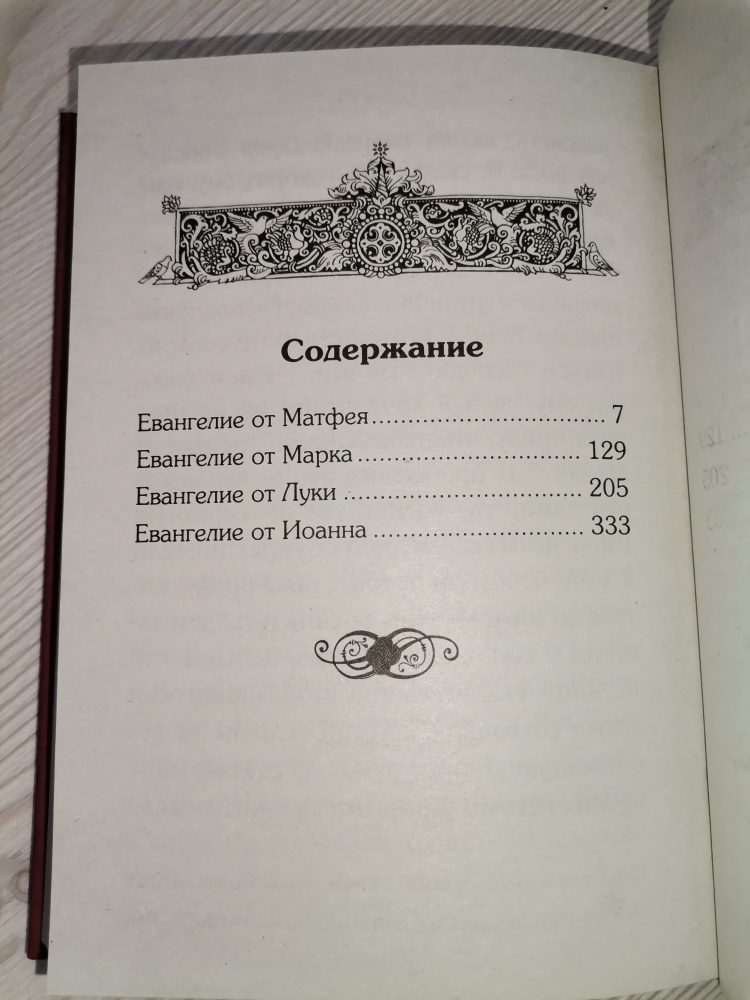 Содержание
Евангелие от Матфея................................ 7
Евангелие от Марка .............................. 129
Евангелие от Луки ................................ 205
Евангелие от Иоанна ............................ 333